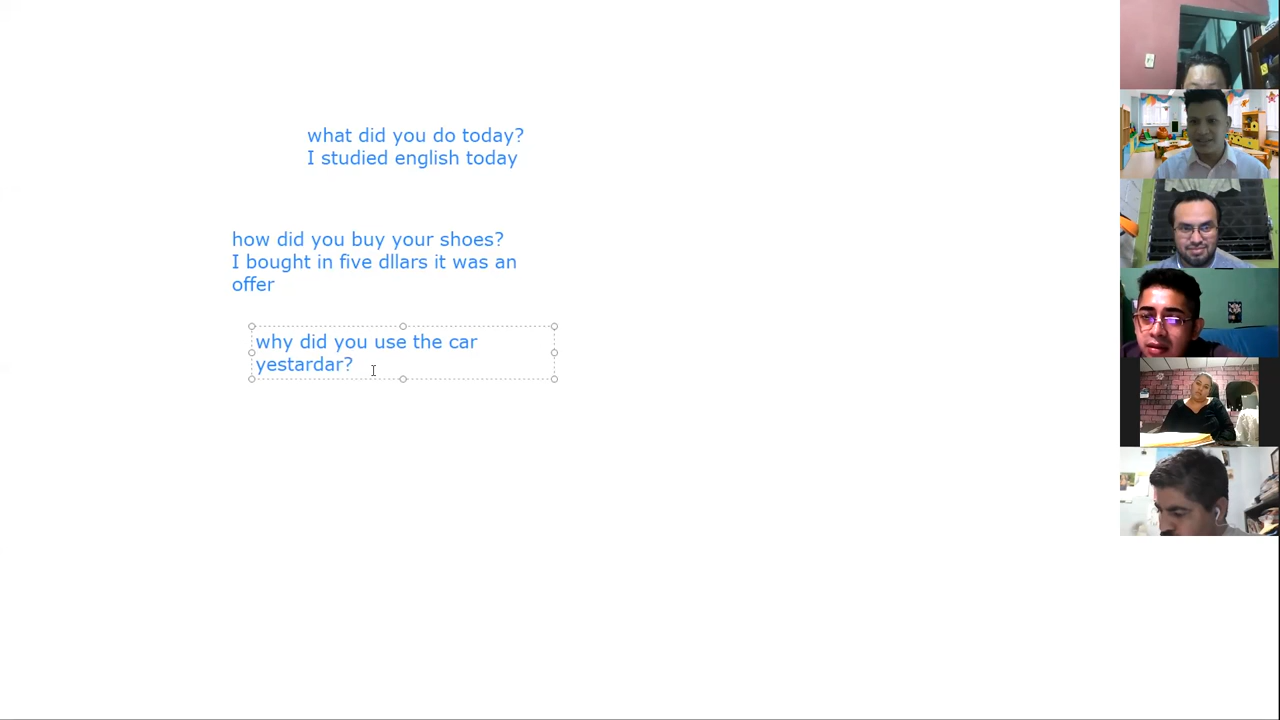 what did you do today?
I studied english today
how did you buy your shoes?
I bought in five dllars it was an
offer
why did you use the car
yestardar?